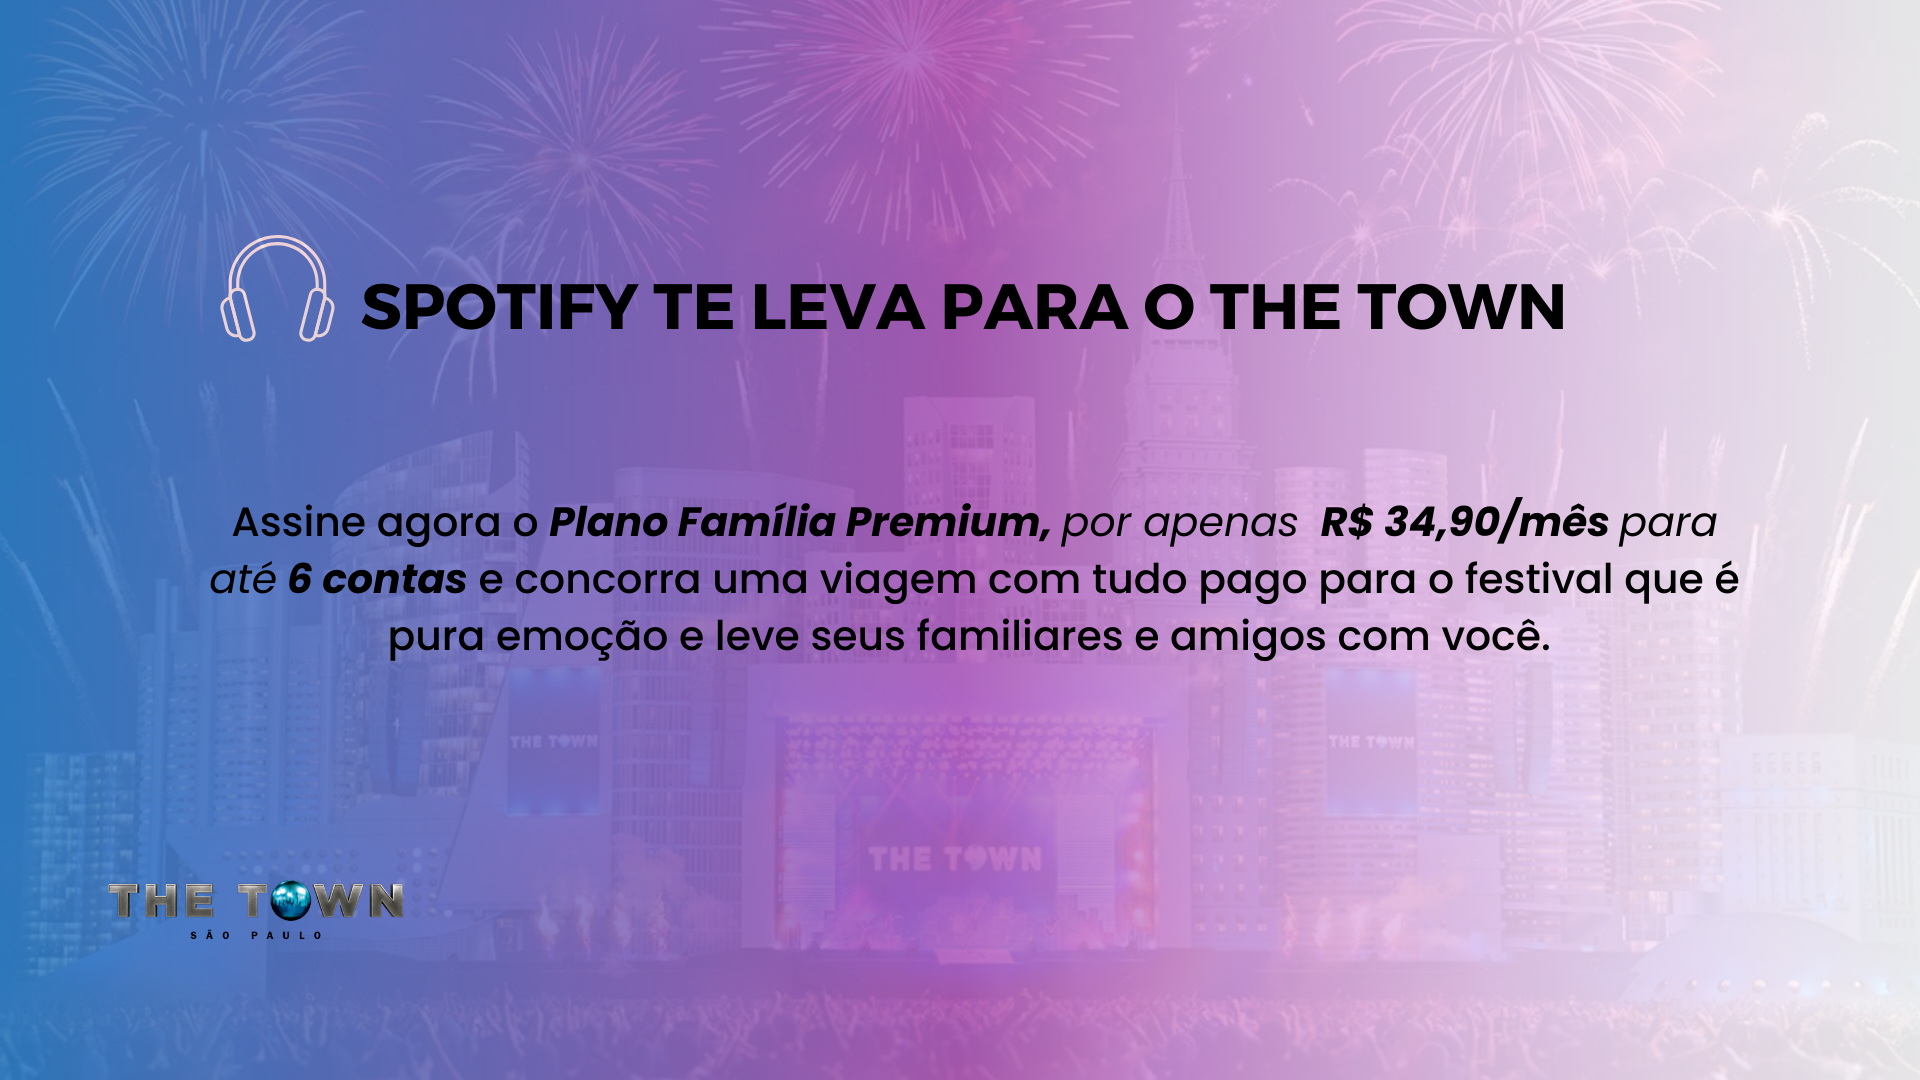 SPOTIFY TE LEVA PARA O THE TOWN
Assine agora o Plano Família Premium, por apenas R$ 34,90/mês para
até 6 contas e concorra uma viagem com tudo pago para o festival que é
pura emoção e leve seus familiares e amigos com você.
THE TOWN
THE TOWN
THE TOWN
THE TOWN
SÃO PAULO